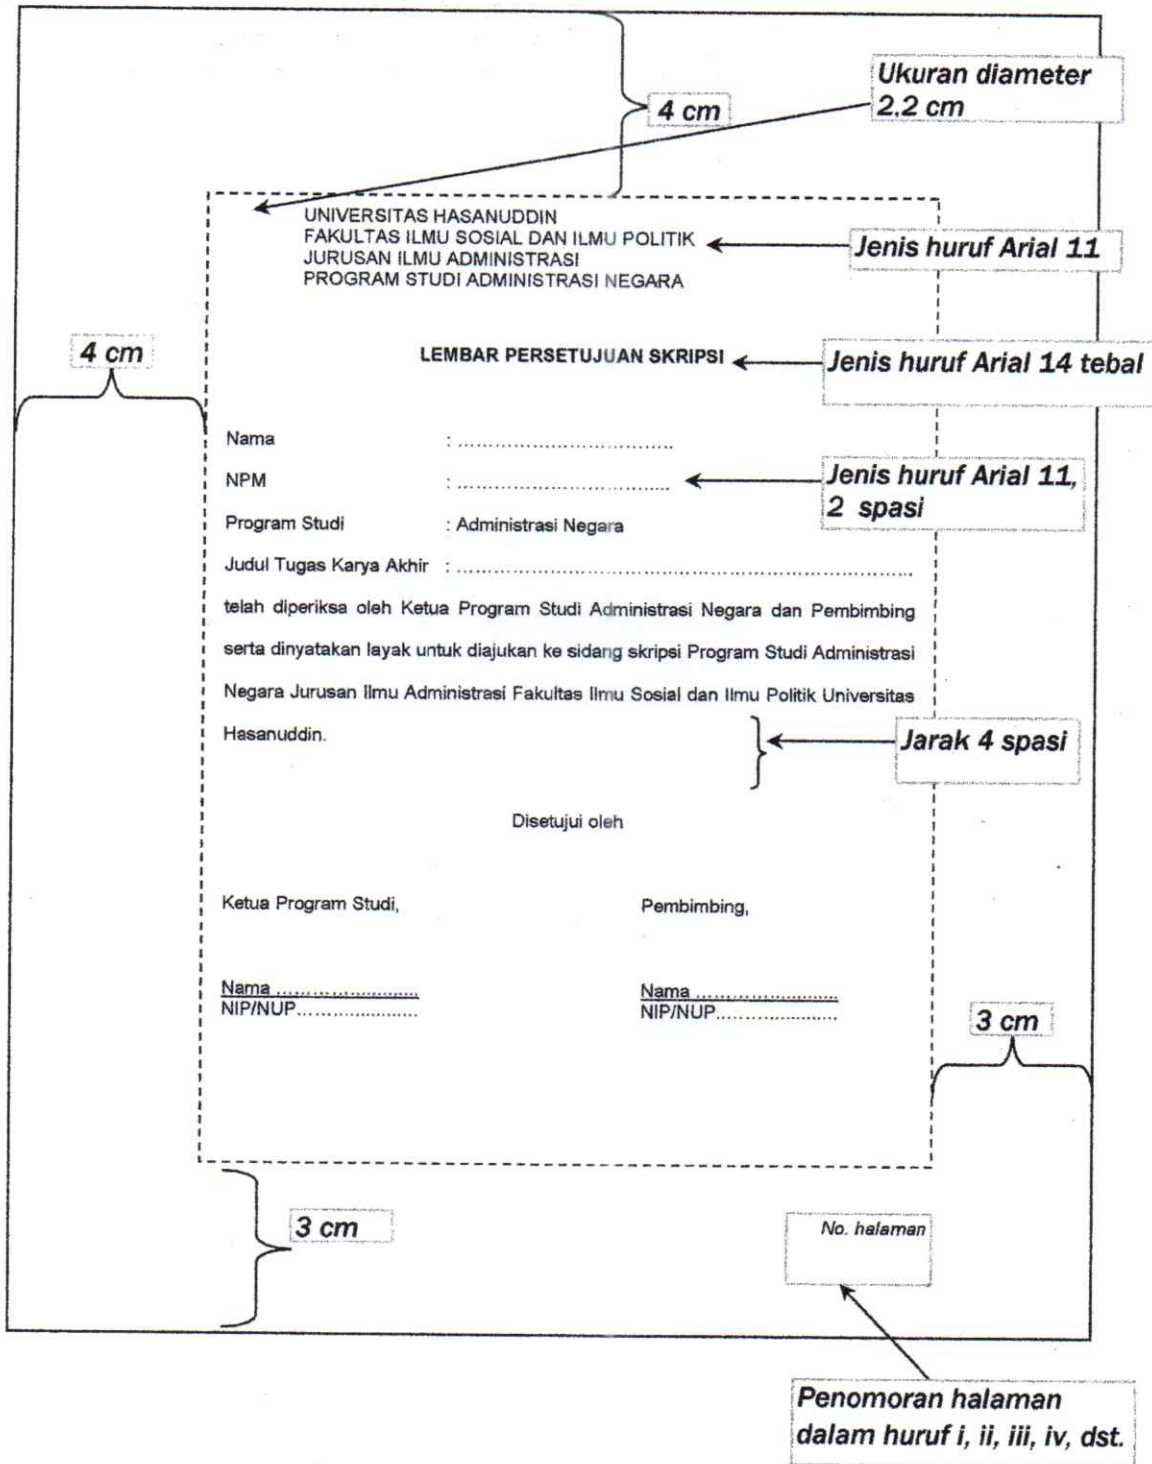 4 cm
Ukuran diameter
2,2 cm
UNIVERSITAS HASANUDDIN
FAKULTAS ILMU SOSIAL DAN ILMU POLITIK
JURUSAN ILMU ADMINISTRASI
PROGRAM STUDI ADMINISTRASI NEGARA
Jenis huruf Arial 11
4 cm
LEMBAR PERSETUJUAN SKRIPSI
Jenis huruf Arial 14 tebal
Nama : ....................................
NPM : ....................................
Jenis huruf Arial 11,
2 spasi
Program Studi : Administrasi Negara
Judul Tugas Karya Akhir : ............................................................................
telah diperiksa oleh Ketua Program Studi Administrasi Negara dan Pembimbing
serta dinyatakan layak untuk diajukan ke sidang skripsi Program Studi Administrasi
Negara Jurusan Ilmu Administrasi Fakultas Ilmu Sosial dan Ilmu Politik Universitas
Hasanuddin.
Jarak 4 spasi
Disetujui oleh
Ketua Program Studi, Pembimbing,
Nama ........................ Nama ........................
NIP/NUP..................... NIP/NUP.....................
3 cm
3 cm
No. halaman
Penomoran halaman
dalam huruf i, ii, iii, iv, dst.